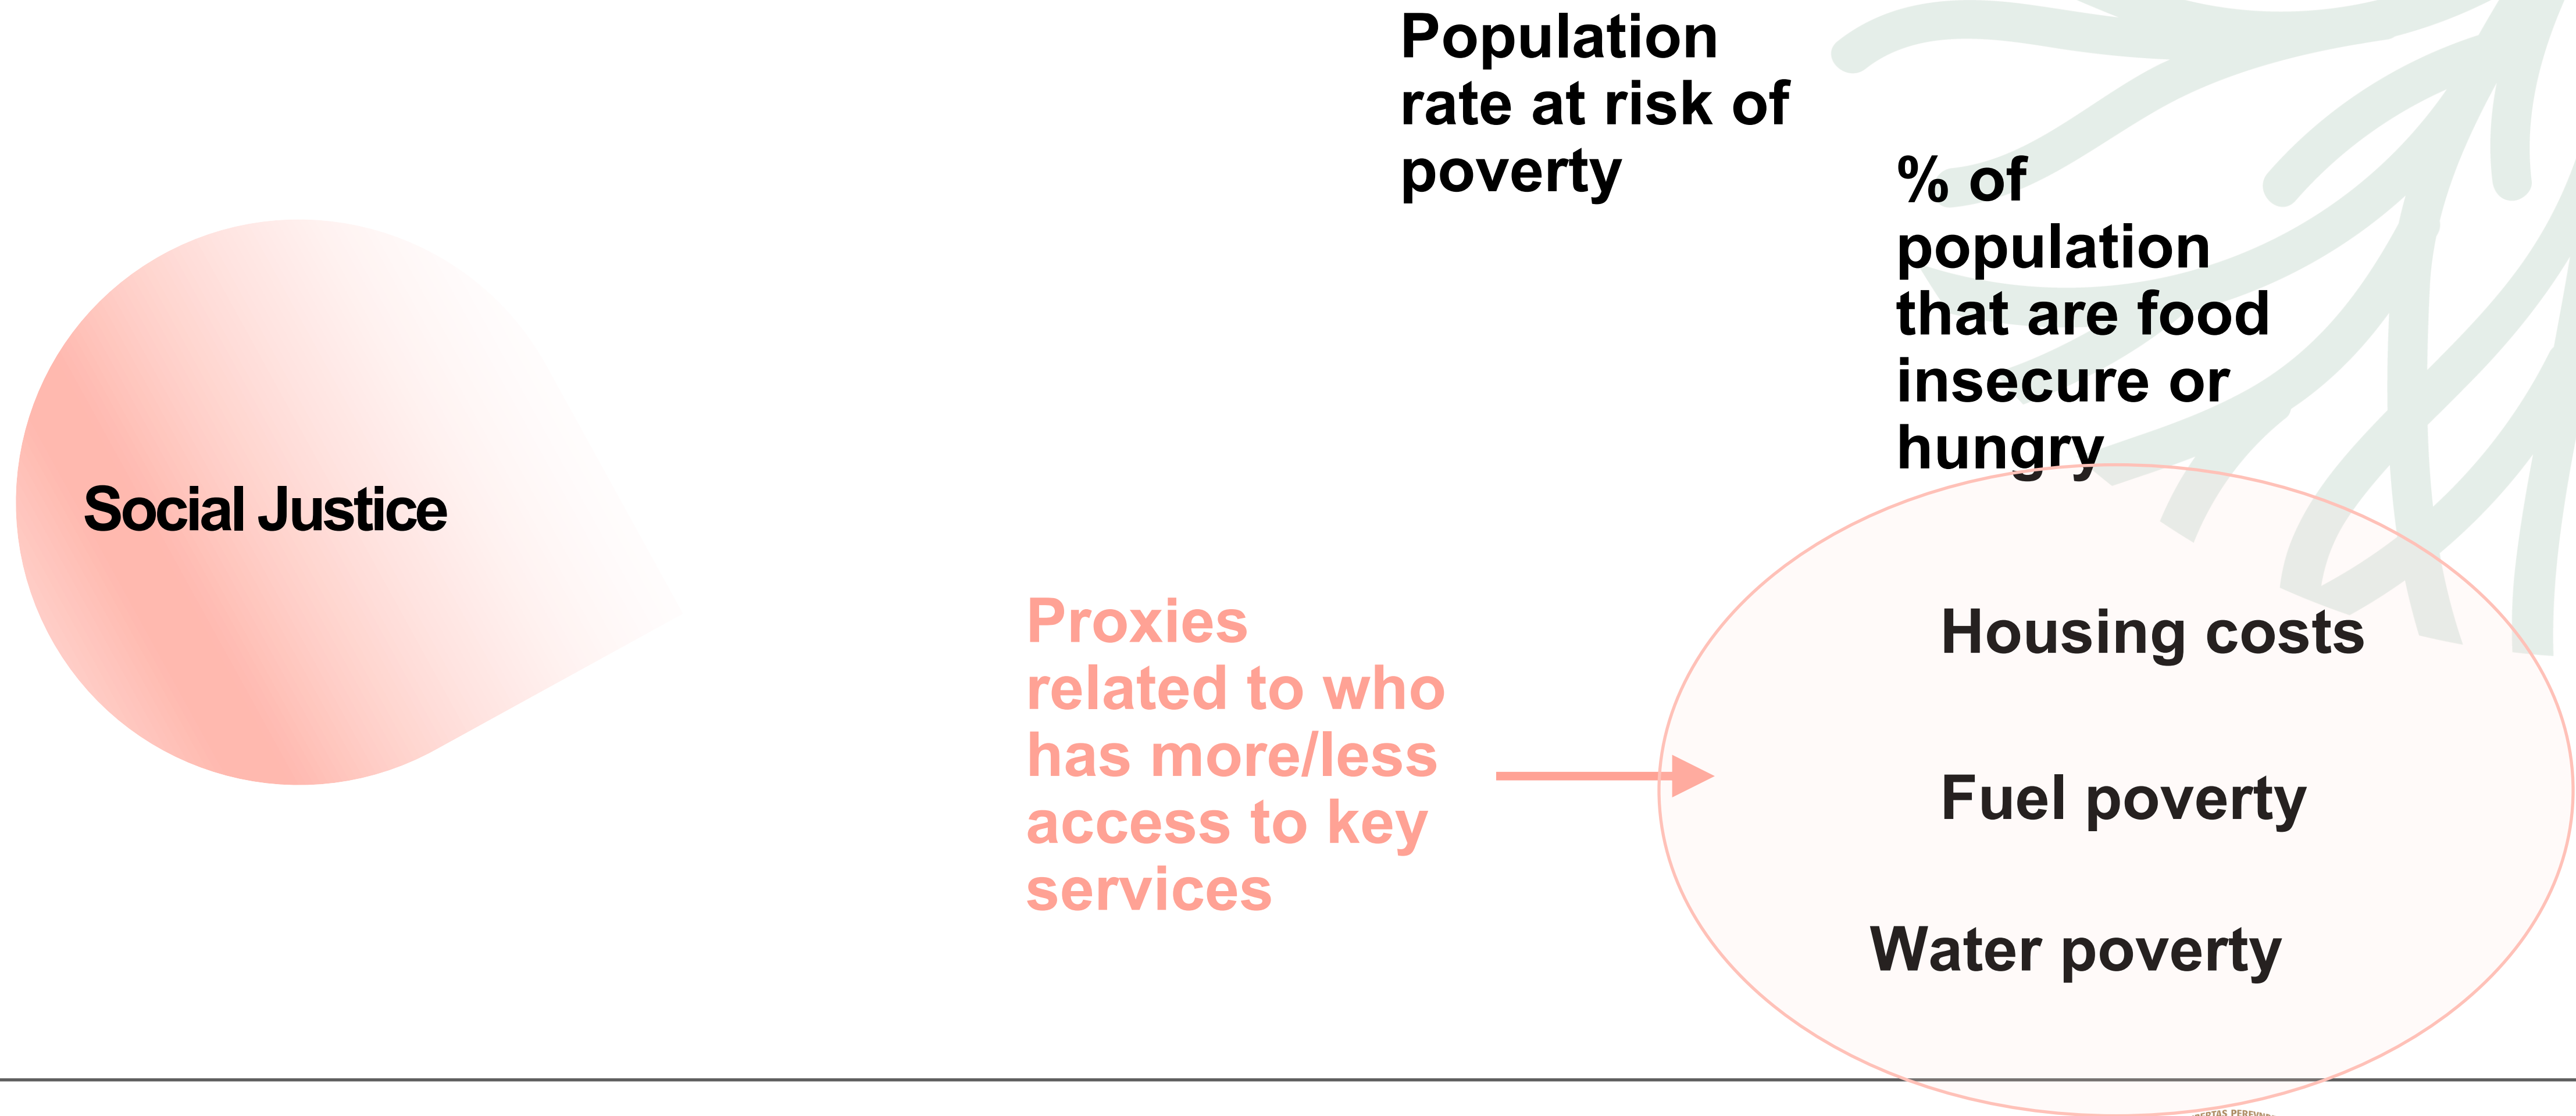 Population
rate at risk of
poverty
% of
population
that are food
insecure or
hungry
Social Justice
Proxies
related to who
has more/less
access to key
services
Housing costs
Fuel poverty
Water poverty